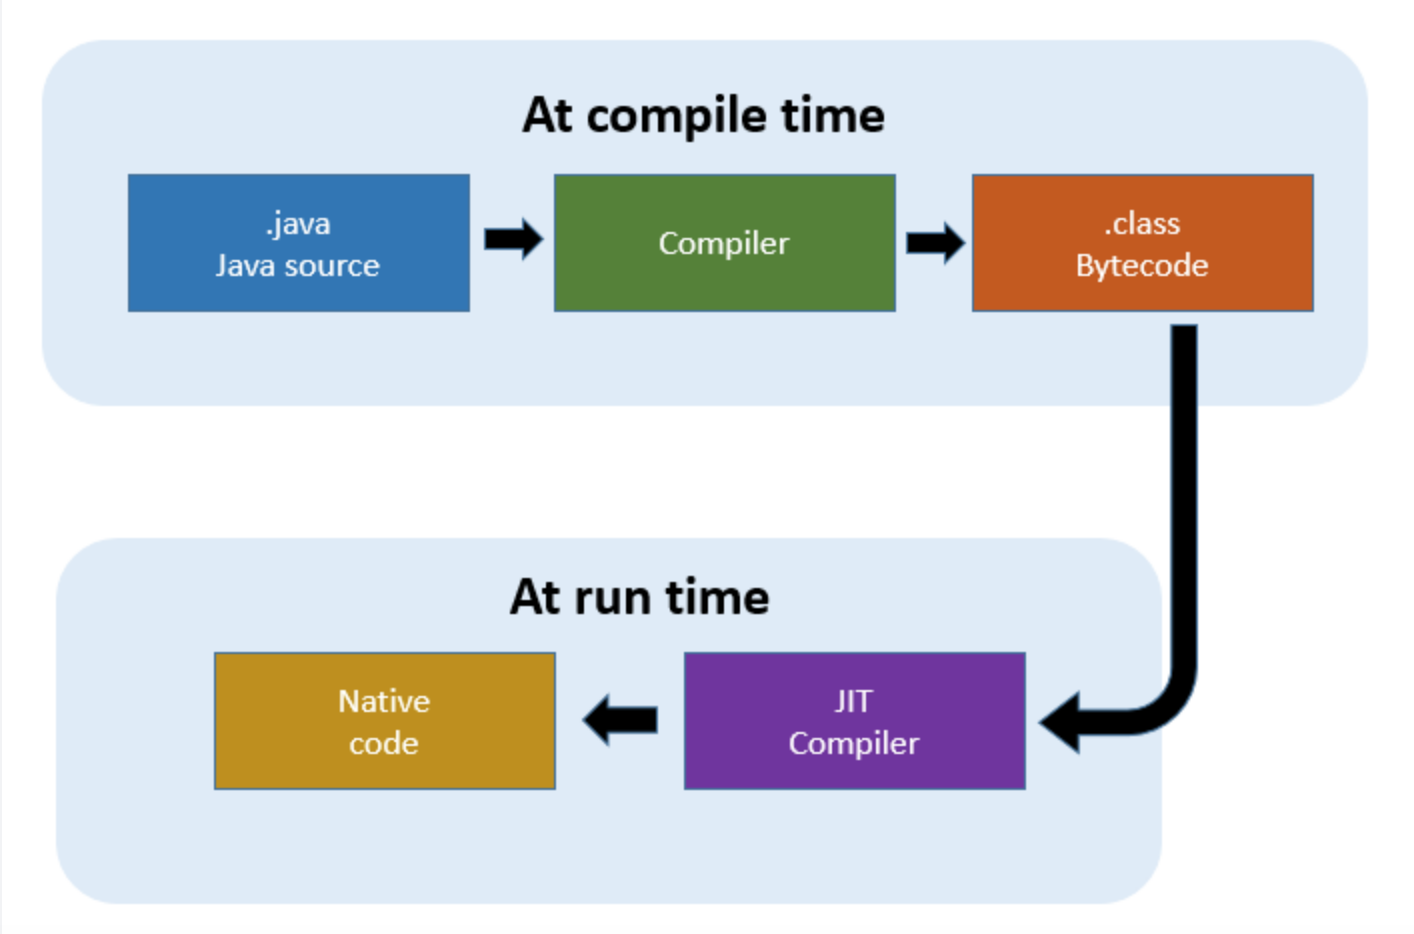 At compile time
.java
Java source
Compiler
.class
Bytecode
At run time
Native
code
JIT
Compiler